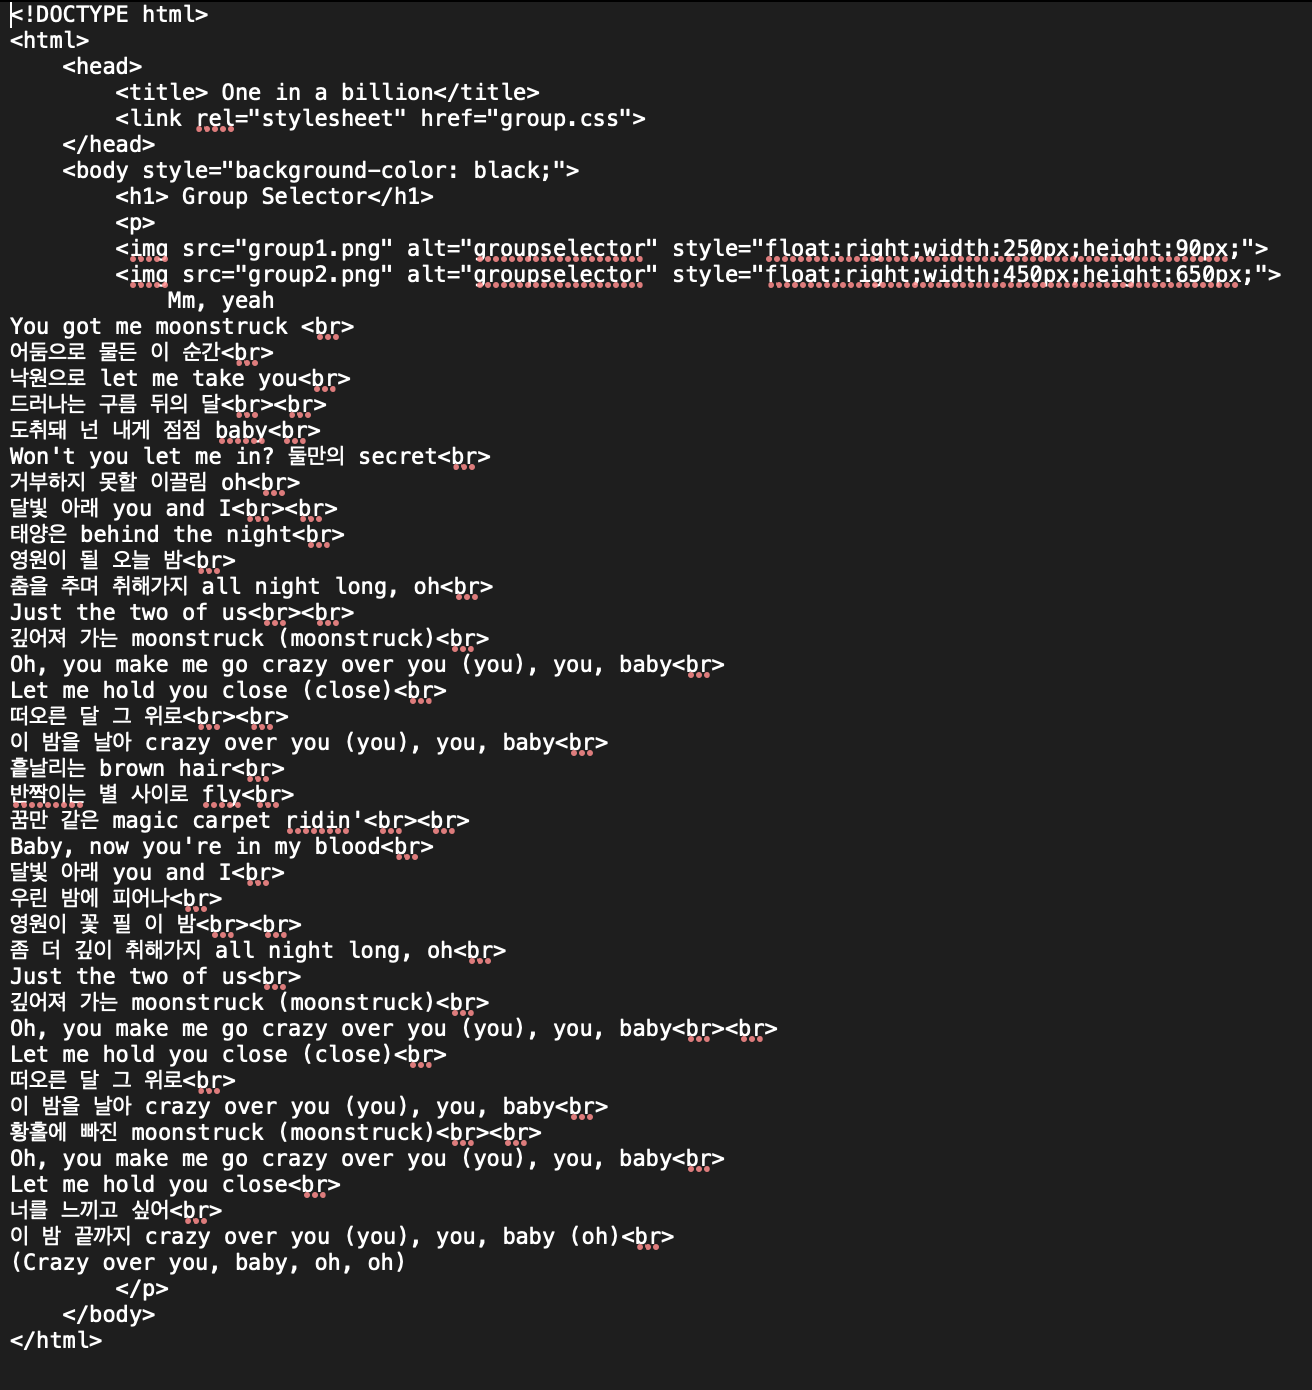 <!DOCTYPE html>
<html>
<head>
<title> One in a billion</title>
<link rel="stylesheet" href="group.css">
</head>
<body style="background-color: black;">
<h1> Group Selector</h1>
<p>
<img src="group1.png" alt="groupselector" style="float:right;width:250px;height:90px;">
<img src="group2.png" alt="groupselector" style="float:right;width:450px;height:650px;">
Mm, yeah
You got me moonstruck <br>
어둠으로 물든 이 순간<br>
낙원으로 let me take you<br>
드러나는 구름 뒤의 달<br><br>
도취돼 넌 내게 점점 baby<br>
Won't you let me in? 둘만의 secret<br>
거부하지 못할 이끌림 oh<br>
달빛 아래 you and I<br><br>
태양은 behind the night<br>
영원이 될 오늘 밤<br>
춤을 추며 취해가지 all night long, oh<br>
Just the two of us<br><br>
깊어져 가는 moonstruck (moonstruck)<br>
Oh, you make me go crazy over you (you), you, baby<br>
Let me hold you close (close)<br>
떠오른 달 그 위로<br><br>
이 밤을 날아 crazy over you (you), you, baby<br>
흩날리는 brown hair<br>
반짝이는 별 사이로 fly<br>
꿈만 같은 magic carpet ridin'<br><br>
Baby, now you're in my blood<br>
달빛 아래 you and I<br>
우린 밤에 피어나<br>
영원이 꽃 필 이 밤<br><br>
좀 더 깊이 취해가지 all night long, oh<br>
Just the two of us<br>
깊어져 가는 moonstruck (moonstruck)<br>
Oh, you make me go crazy over you (you), you, baby<br><br>
Let me hold you close (close)<br>
떠오른 달 그 위로<br>
이 밤을 날아 crazy over you (you), you, baby<br>
황홀에 빠진 moonstruck (moonstruck)<br><br>
Oh, you make me go crazy over you (you), you, baby<br>
Let me hold you close<br>
너를 느끼고 싶어<br>
이 밤 끝까지 crazy over you (you), you, baby (oh)<br>
(Crazy over you, baby, oh, oh)
</p>
</body>
</html>